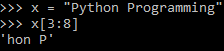 >>> x = "Python Programming"
>>> x[3:8]
'hon P'